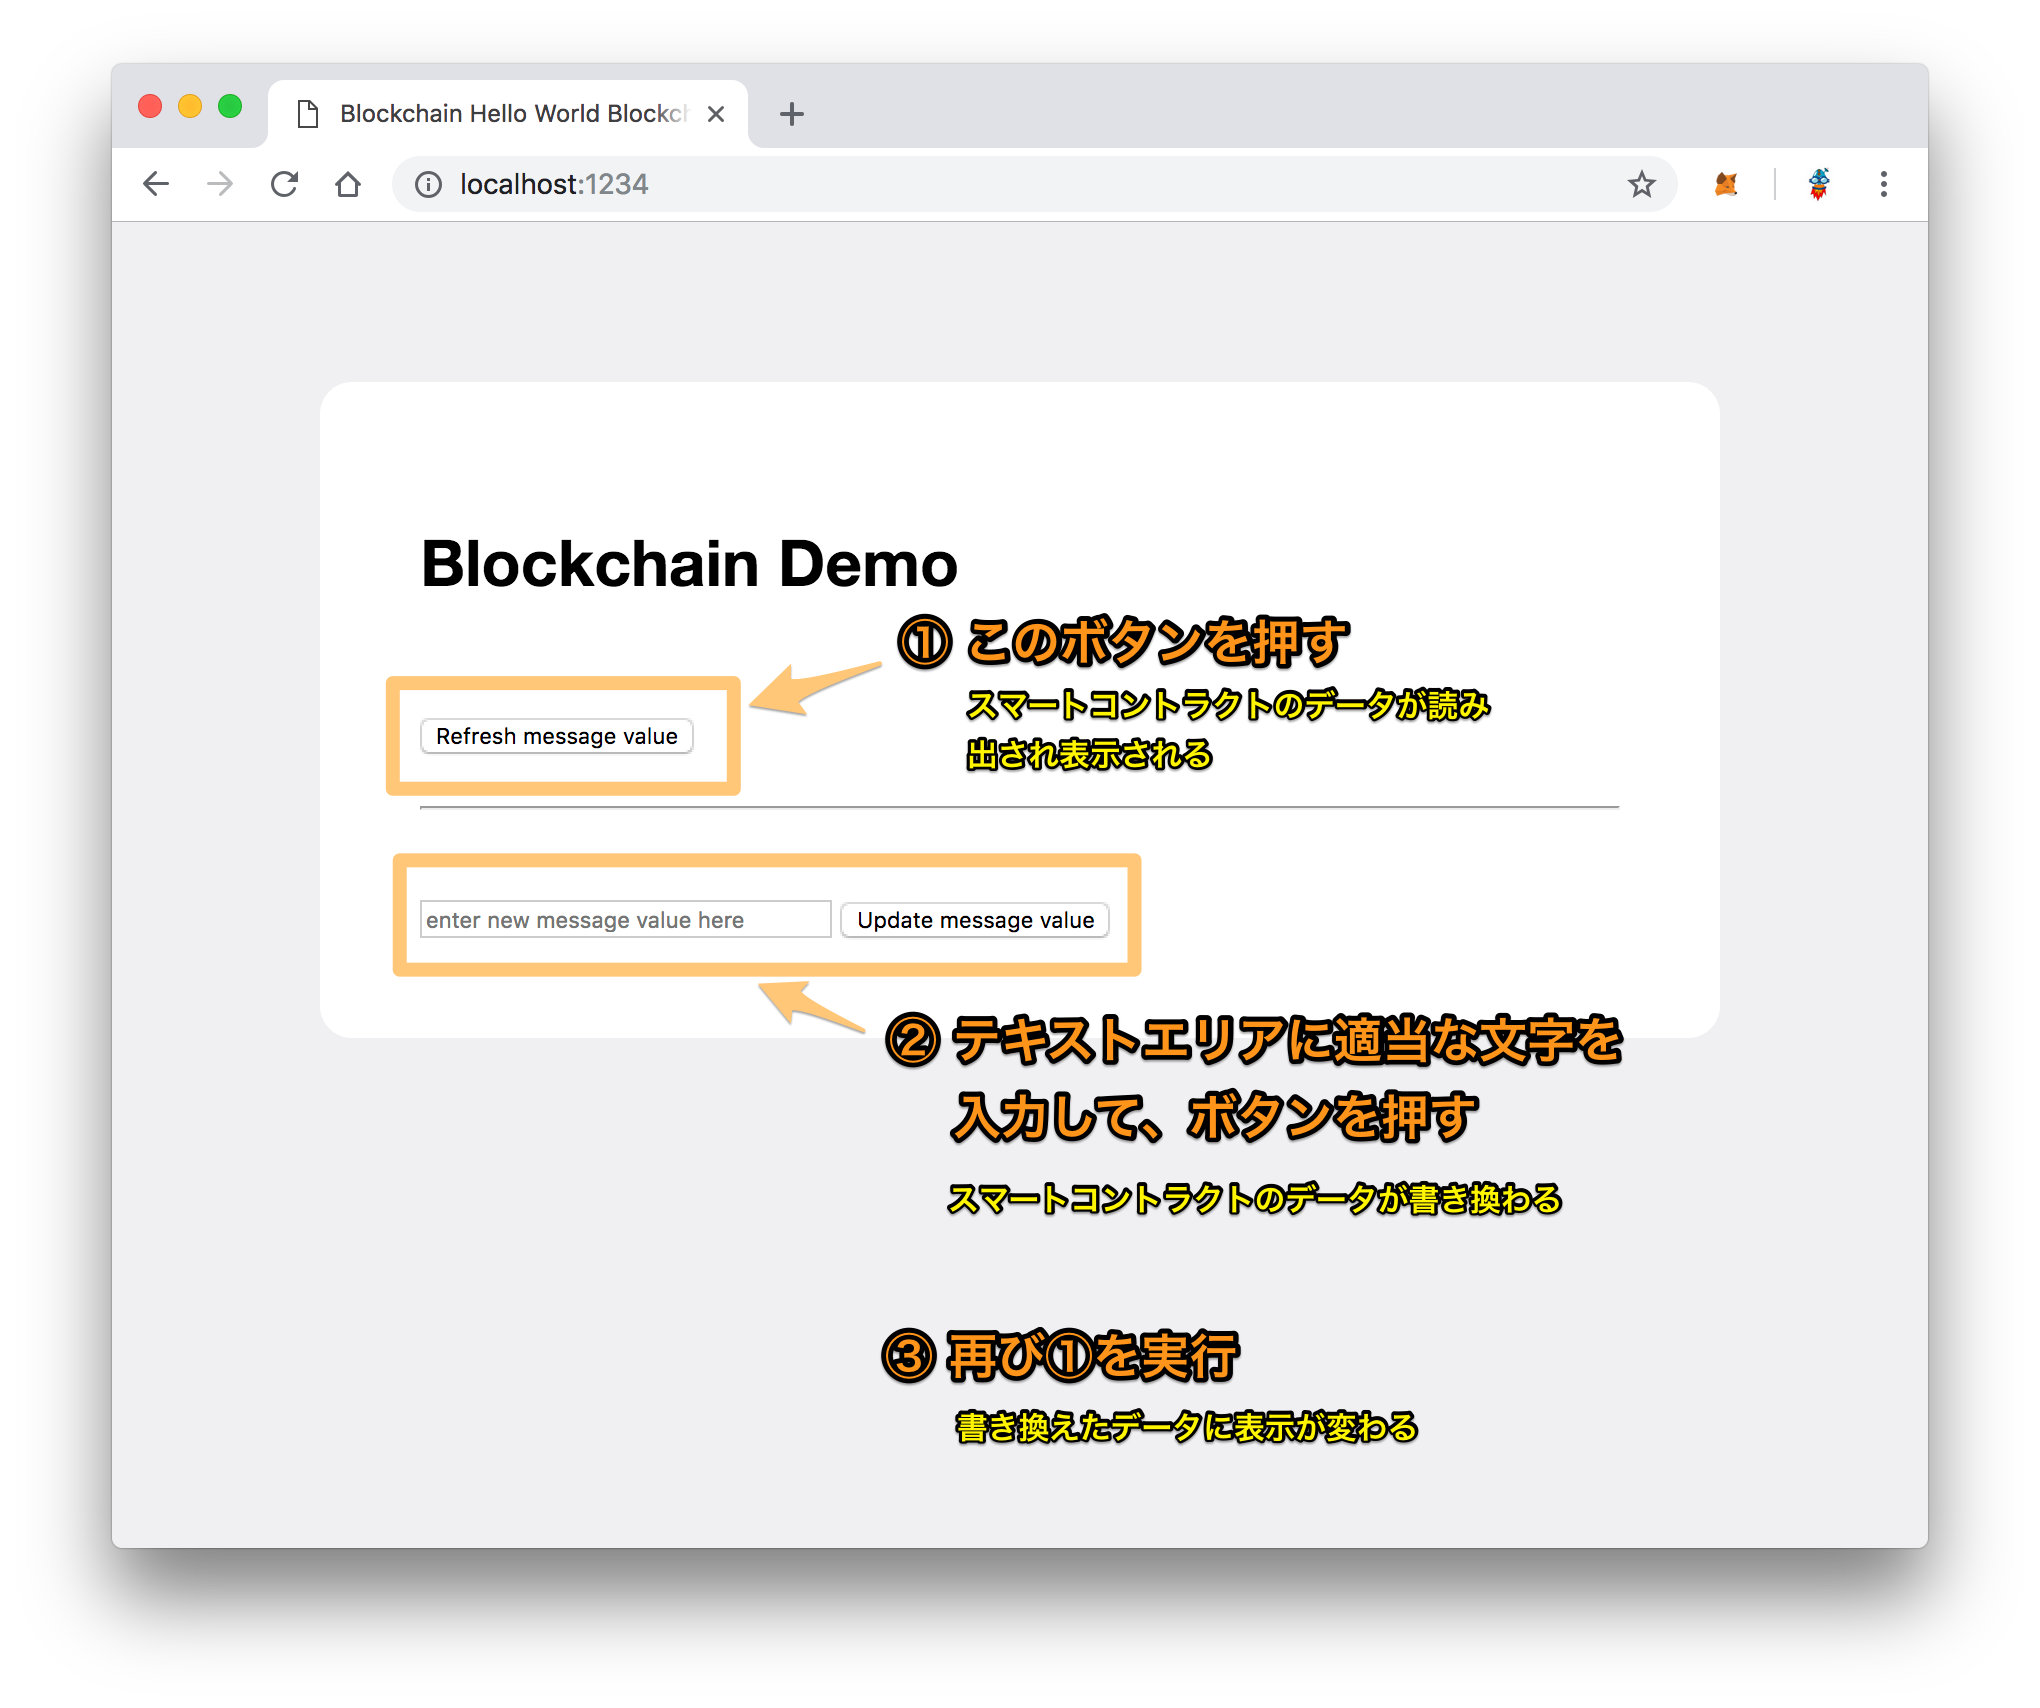 Blockchain Hello World Blockch
localhost:1234
Blockchain Demo
① このボタンを押す
スマートコントラクトのデータが読み
出され表示される
Refresh message value
enter new message value here
Update message value
② テキストエリアに適当な文字を
入力して、ボタンを押す
スマートコントラクトのデータが書き換わる
③ 再び①を実行
書き換えたデータに表示が変わる